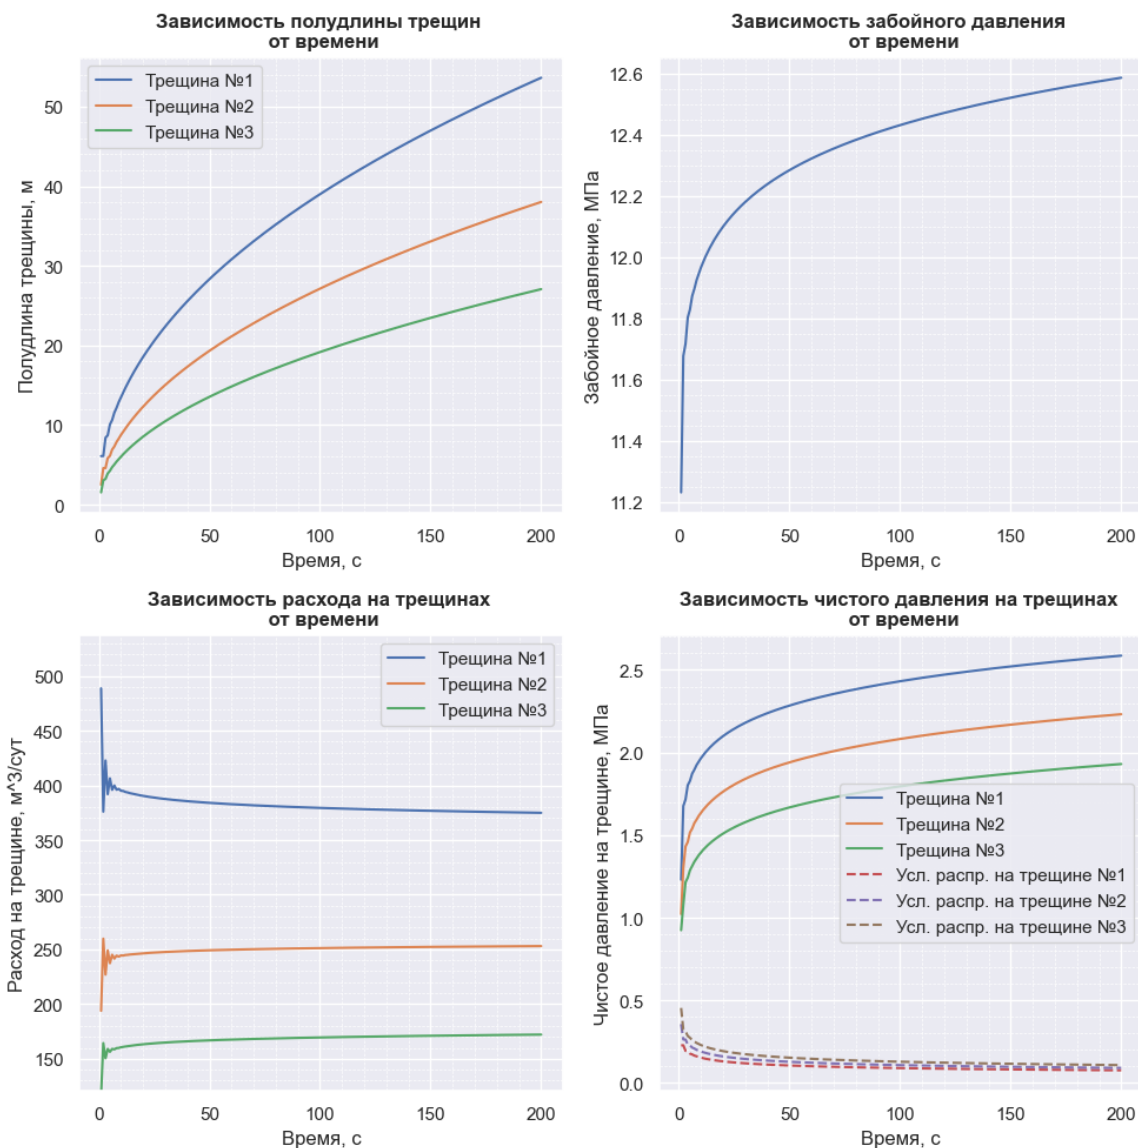 Зависимость полудлины трещин
от времени
Трещина №1
Трещина №2
Трещина №3
Полудлина трещины, м
50
40
30
20
10
0
0
50
100
150
200
Время, с
Зависимость забойного давления
от времени
Забойное давление, МПа
12.6
12.4
12.2
12.0
11.8
11.6
11.4
11.2
0
50
100
150
200
Время, с
Зависимость расхода на трещинах
от времени
Трещина №1
Трещина №2
Трещина №3
Расход на трещине, м^3/сут
500
450
400
350
300
250
200
150
0
50
100
150
200
Время, с
Зависимость чистого давления на трещинах
от времени
Чистое давление на трещине, МПа
2.5
2.0
1.5
1.0
0.5
0.0
Трещина №1
Трещина №2
Трещина №3
Усл. распр. на трещине №1
Усл. распр. на трещине №2
Усл. распр. на трещине №3
0
50
100
150
200
Время, с